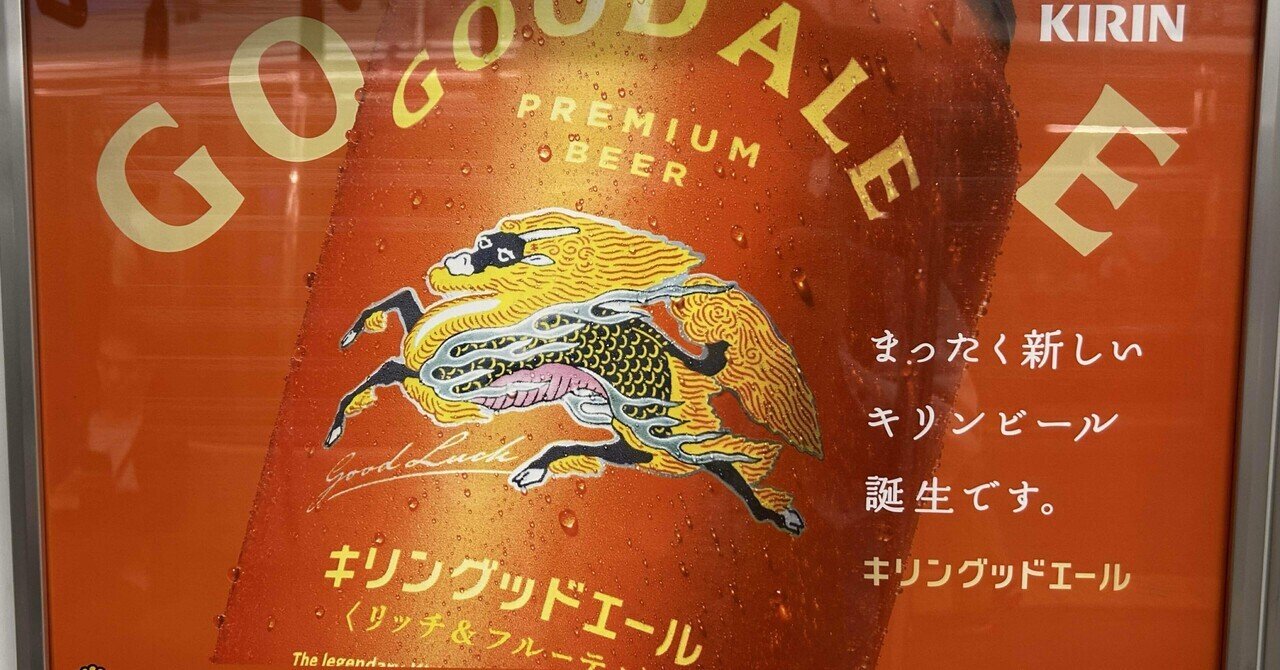 KIRIN
GO
E
GOOD ALE
PREMIUM
BEER
Good Luck
まったく新しい
キリンビール
誕生です。
キリングッドエール
キリングッドエール
〈リッチ&フルーティ
The legendary